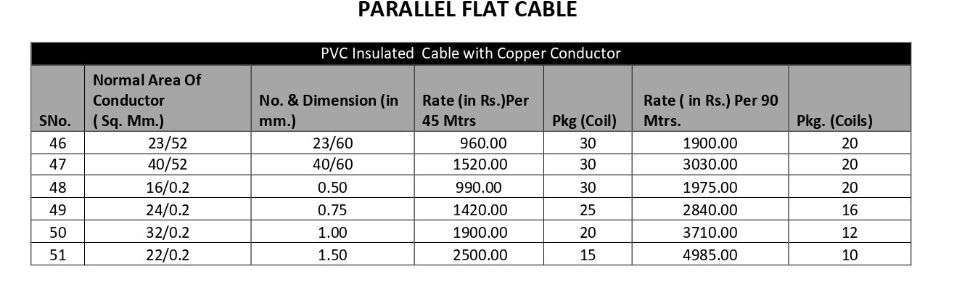 PARALLEL FLAT CABLE
PVC Insulated Cable with Copper Conductor
SNo. Normal Area Of Conductor ( Sq. Mm.) No. & Dimension (in mm.) Rate (in Rs.)Per 45 Mtrs Pkg (Coil) Rate ( in Rs.) Per 90 Mtrs. Pkg. (Coils)
46 23/52 23/60 960.00 30 1900.00 20
47 40/52 40/60 1520.00 30 3030.00 20
48 16/0.2 0.50 990.00 30 1975.00 20
49 24/0.2 0.75 1420.00 25 2840.00 16
50 32/0.2 1.00 1900.00 20 3710.00 12
51 22/0.2 1.50 2500.00 15 4985.00 10